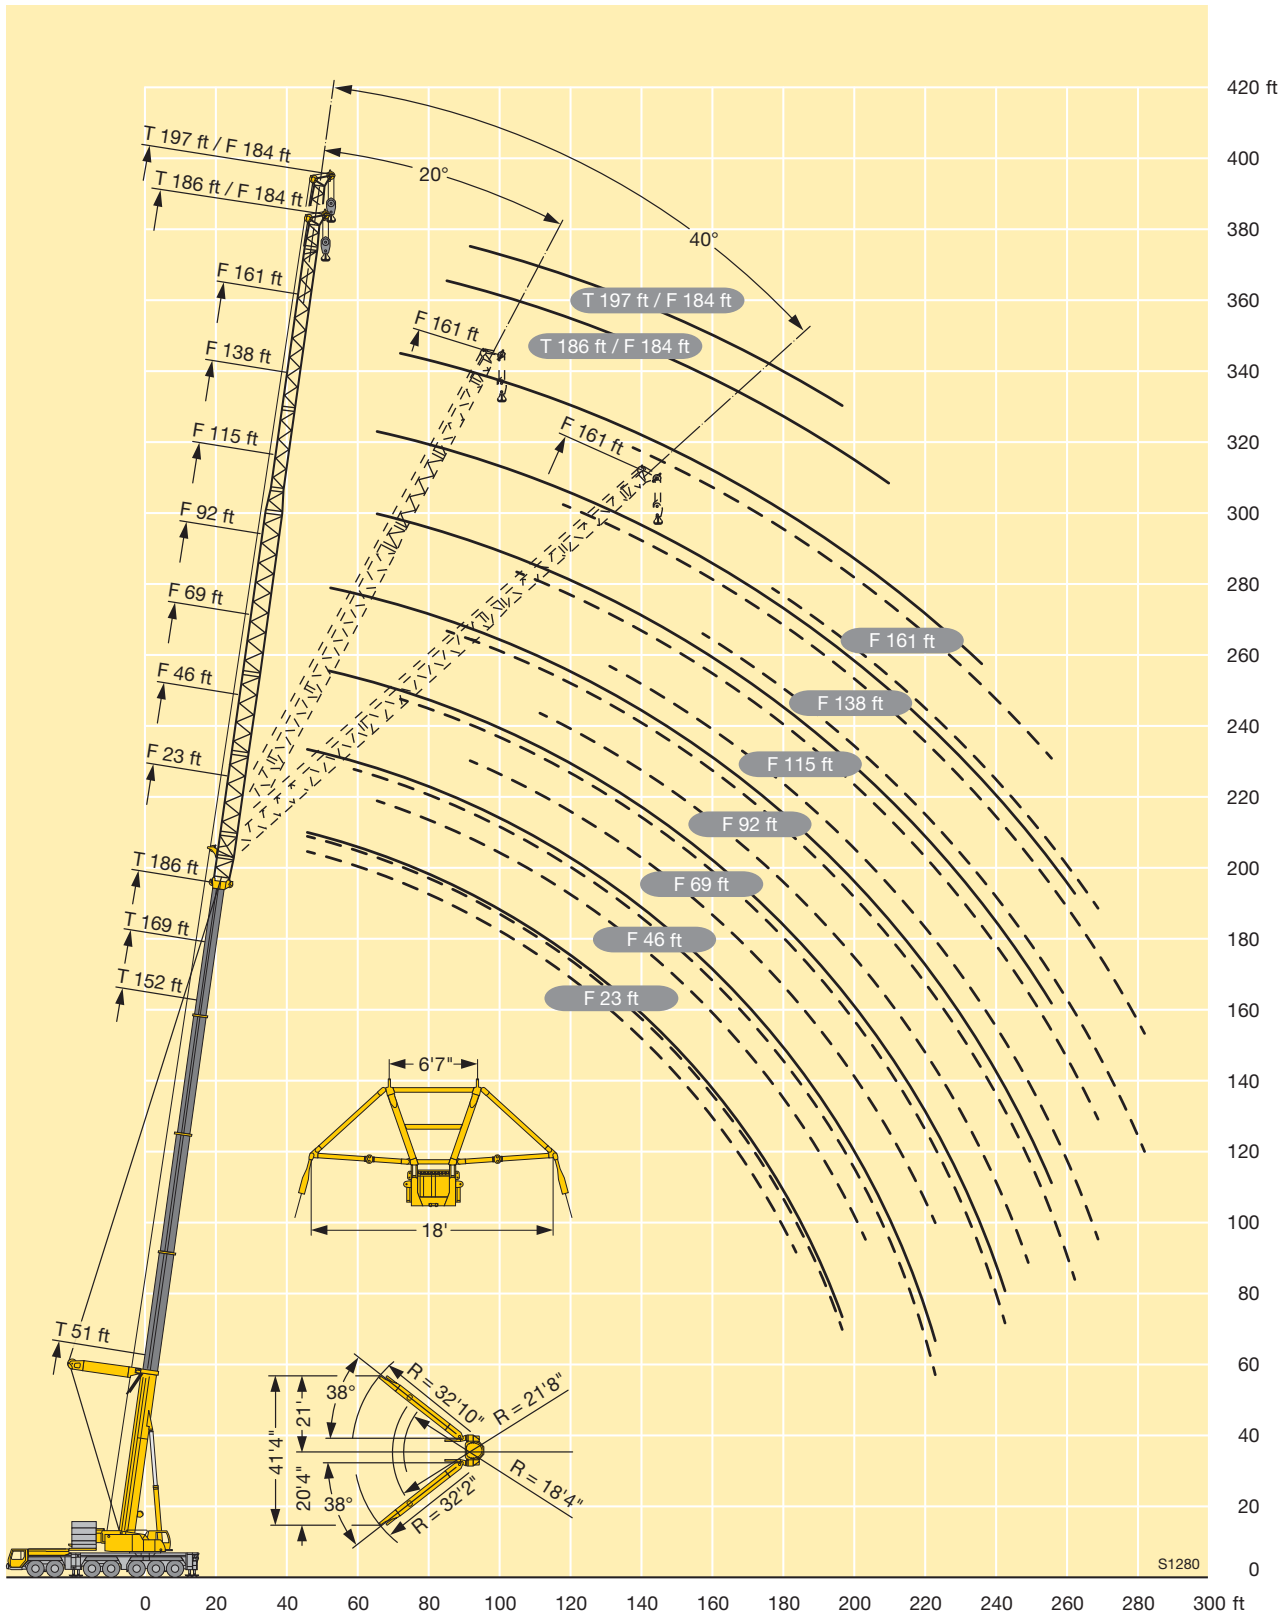 420 ft
T 197 ft / F 184 ft
400
20°
T 186 ft / F 184 ft
380
40°
F 161 ft
360
T 197 ft / F 184 ft
F 161 ft
T 186 ft / F 184 ft
F 138 ft
340
F 161 ft
320
F 115 ft
300
F 92 ft
280
F 69 ft
260
F 161 ft
F 46 ft
240
F 138 ft
F 23 ft
220
F 115 ft
F 92 ft
200
T 186 ft
F 69 ft
180
T 169 ft
F 46 ft
T 152 ft
160
F 23 ft
140
6'7"
120
100
18'
80
T 51 ft
60
38°
R = 32'10"
R = 21'8"
21'
41'4"
40
20'4"
R = 18'4"
38°
R = 32'2"
20
S1280
0
0 20 40 60 80 100 120 140 160 180 200 220 240 260 280 300 ft